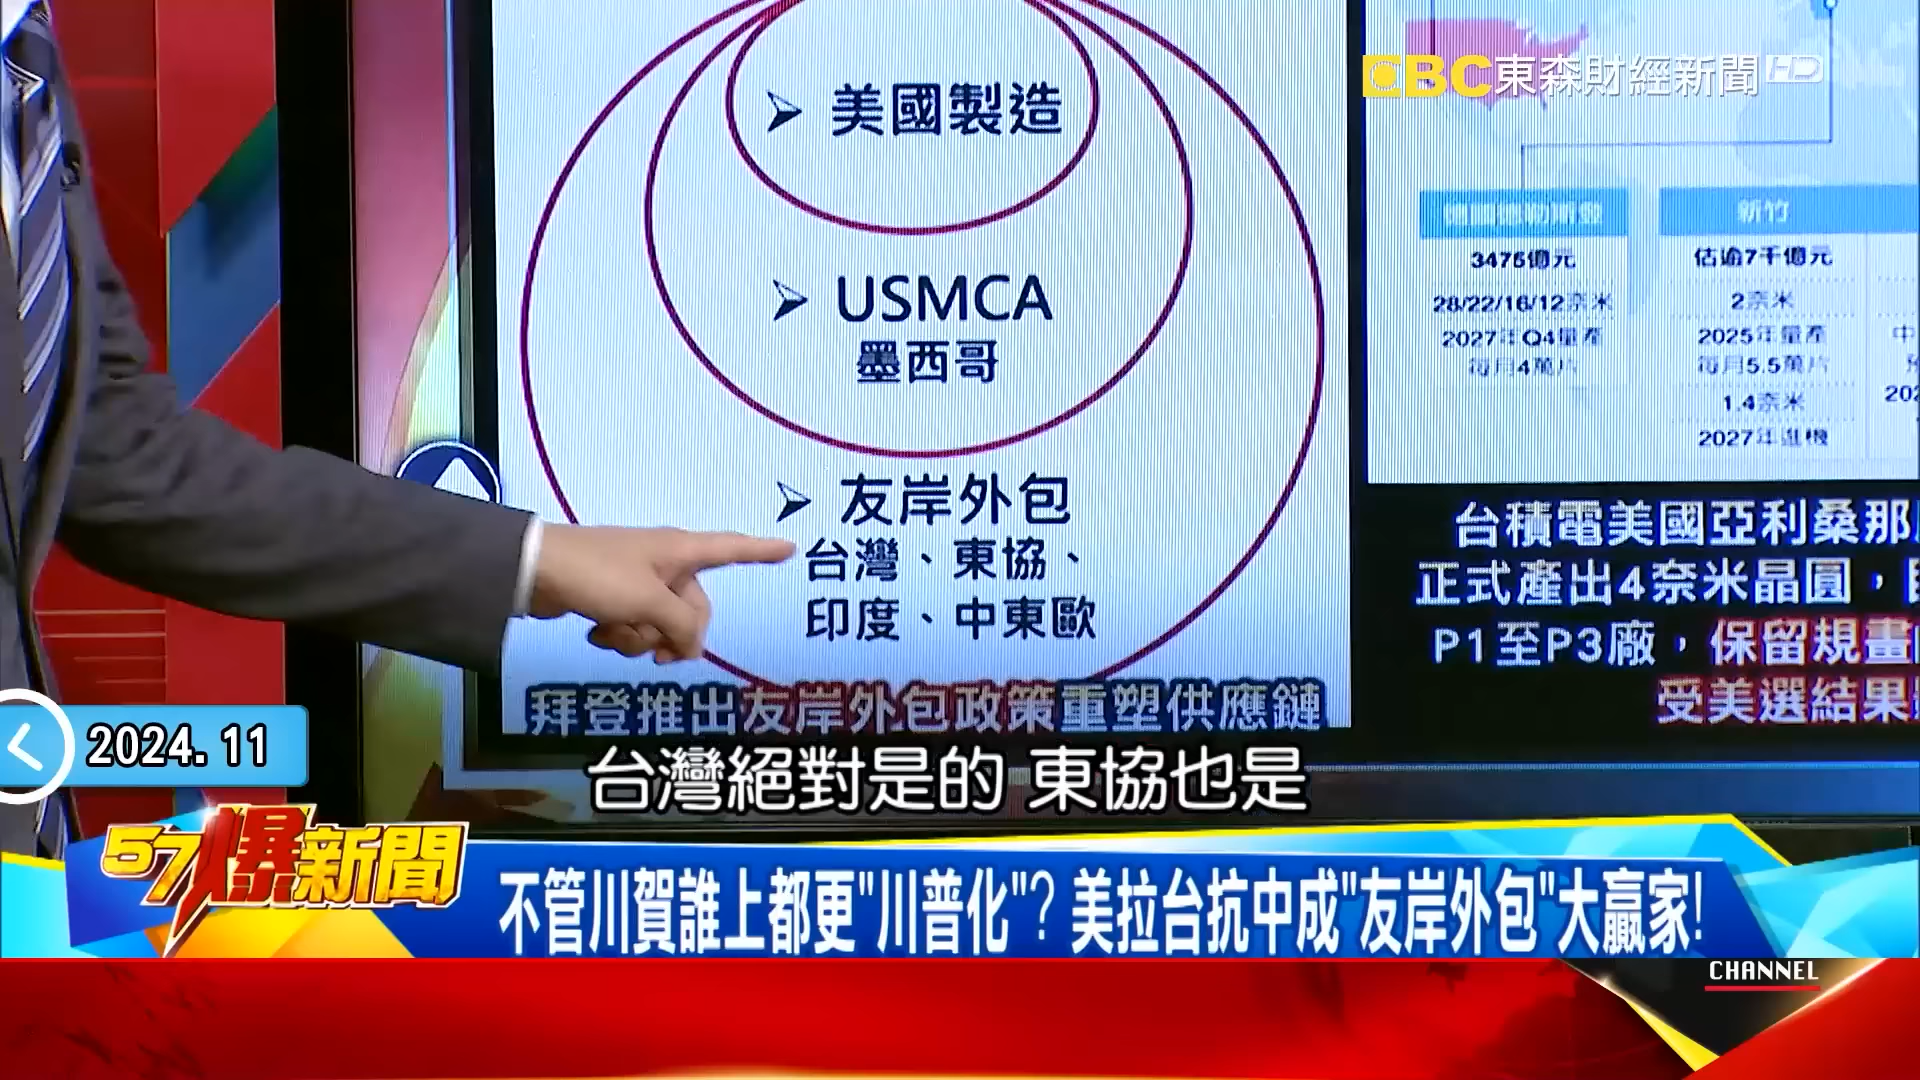 美國製造
USMCA
墨西哥
友岸外包
台灣、東協、
印度、中東歐
拜登推出友岸外包政策重塑供應鏈
EBC東森財經新聞HD
新竹
3475億元
估逾7千億元
28/22/16/12奈米
2奈米
2027年Q4量產
2025年量產
每月4萬片
每月5.5萬片
1.4奈米
202
2027年進機
台積電美國亞利桑那
正式產出4奈米晶圓，
P1至P3廠，保留規畫
受美選結果
2024.11
台灣絕對是的 東協也是
57爆新聞
不管川賀誰上都更"川普化"? 美拉台抗中成"友岸外包"大贏家!
CHANNEL